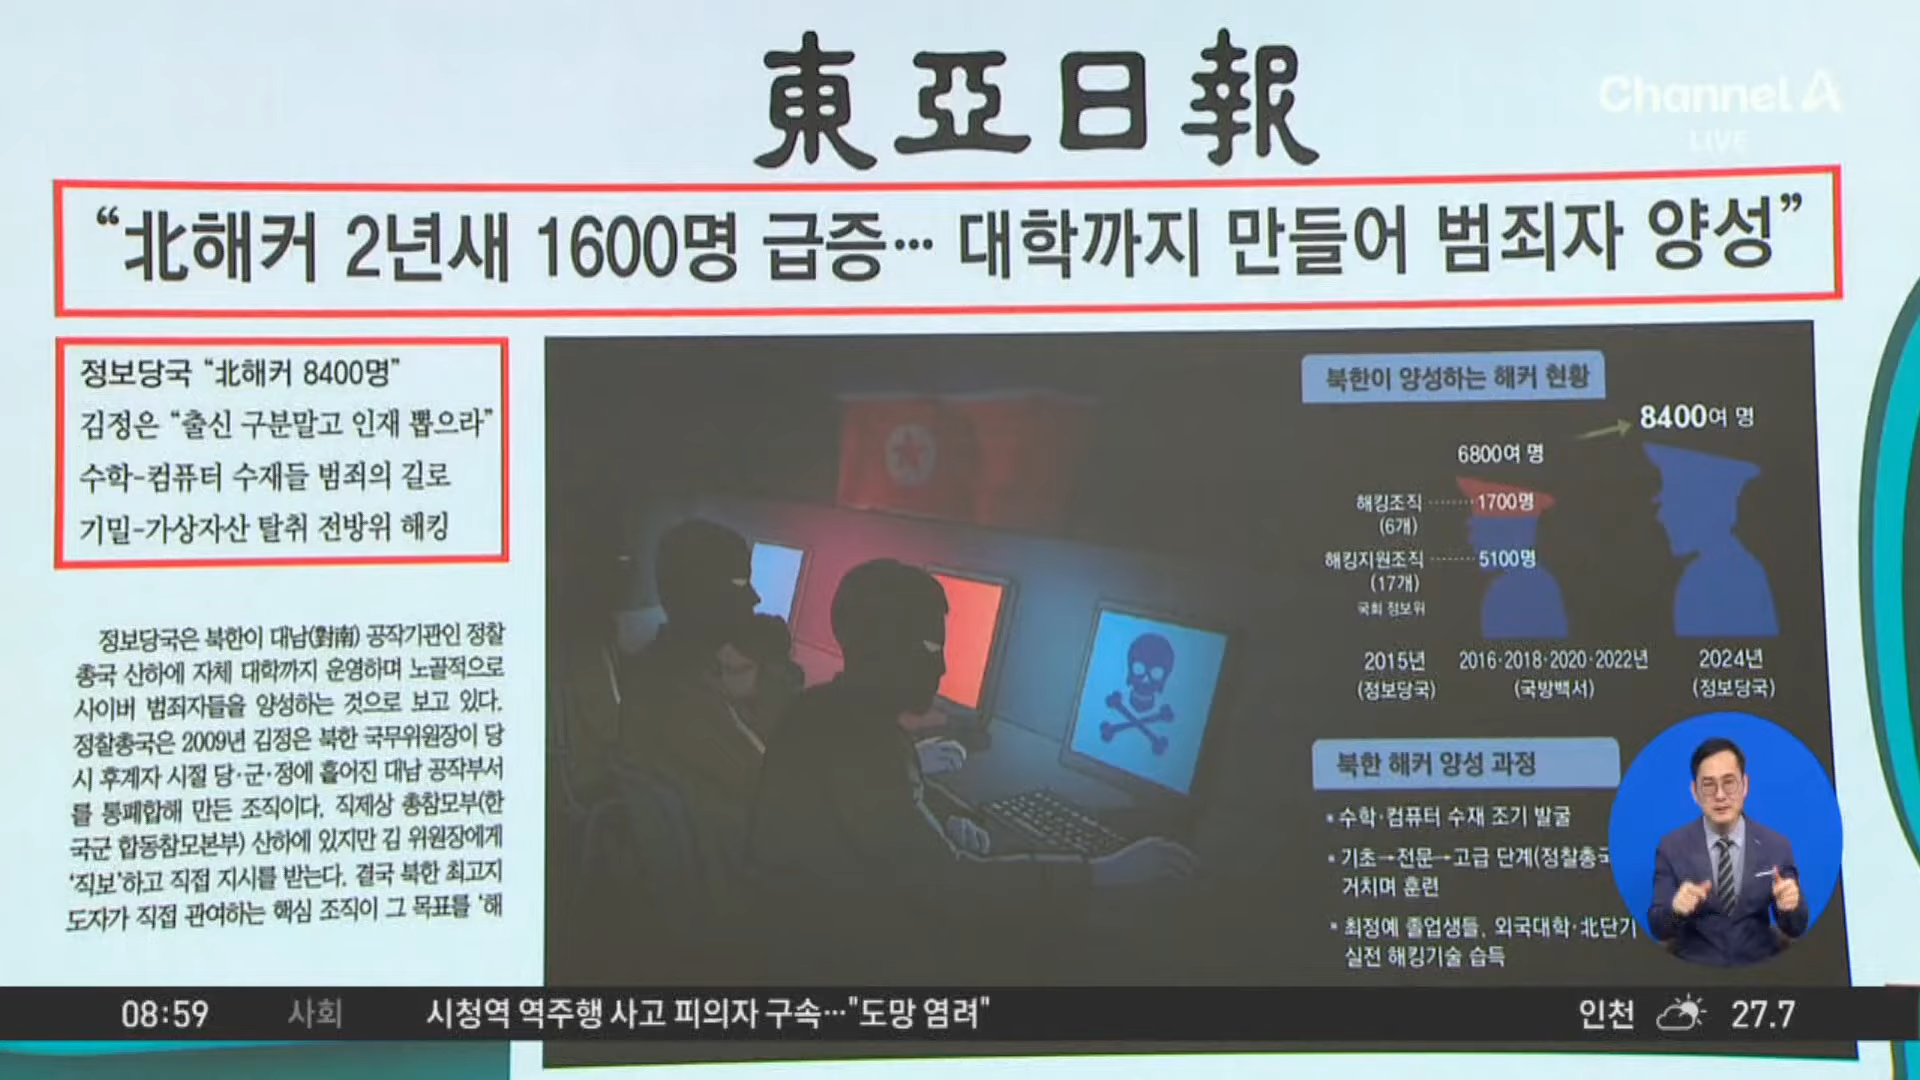 東亞日報
Channel A
LIVE
“北해커 2년새 1600명 급증… 대학까지 만들어 범죄자 양성”
정보당국 “北해커 8400명”
김정은 “출신 구분말고 인재 뽑으라”
수학-컴퓨터 수재들 범죄의 길로
기밀-가상자산 탈취 전방위 해킹
정보당국은 북한이 대남(對南) 공작기관인 정찰
총국 산하에 자체 대학까지 운영하며 노골적으로
사이버 범죄자들을 양성하는 것으로 보고 있다.
정찰총국은 2009년 김정은 북한 국무위원장이 당
시 후계자 시절 당·군·정에 흩어진 대남 공작부서
를 통폐합해 만든 조직이다. 직제상 총참모부(한
국군 합동참모본부) 산하에 있지만 김 위원장에게
‘직보’하고 직접 지시를 받는다. 결국 북한 최고지
도자가 직접 관여하는 핵심 조직이 그 목표를 ‘해
북한이 양성하는 해커 현황
8400여 명
6800여 명
해킹조직 1700명
(6개)
해킹지원조직 5100명
(17개)
국회 정보위
2015년 2016·2018·2020·2022년 2024년
(정보당국) (국방백서) (정보당국)
북한 해커 양성 과정
▪수학·컴퓨터 수재 조기 발굴
▪기초→전문→고급 단계(정찰총국
거치며 훈련
▪최정예 졸업생들, 외국대학·北단기
실전 해킹기술 습득
08:59 사회 시청역 역주행 사고 피의자 구속…"도망 염려" 인천 27.7